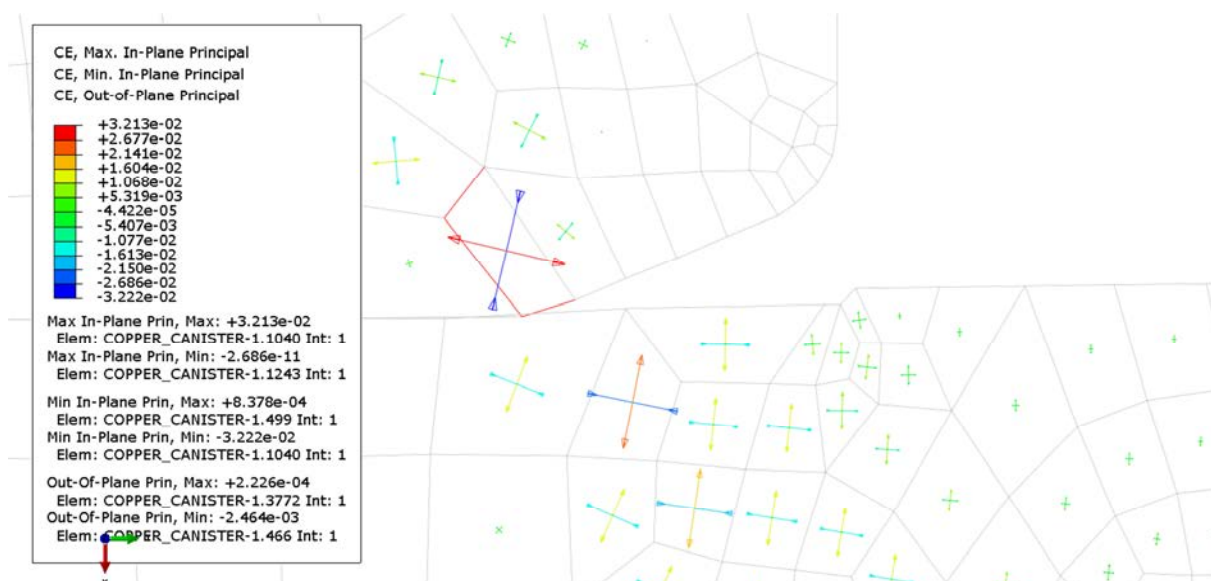 CE, Max. In-Plane Principal
CE, Min. In-Plane Principal
CE, Out-of-Plane Principal
+3.213e-02
+2.677e-02
+2.141e-02
+1.604e-02
+1.068e-02
+5.319e-03
-4.422e-05
-5.407e-03
-1.077e-02
-1.613e-02
-2.150e-02
-2.686e-02
-3.222e-02
Max In-Plane Prin, Max: +3.213e-02
Elem: COPPER_CANISTER-1.1040 Int: 1
Max In-Plane Prin, Min: -2.686e-11
Elem: COPPER_CANISTER-1.1243 Int: 1
Min In-Plane Prin, Max: +8.378e-04
Elem: COPPER_CANISTER-1.499 Int: 1
Min In-Plane Prin, Min: -3.222e-02
Elem: COPPER_CANISTER-1.1040 Int: 1
Out-Of-Plane Prin, Max: +2.226e-04
Elem: COPPER_CANISTER-1.3772 Int: 1
Out-Of-Plane Prin, Min: -2.464e-03
Elem: COPPER_CANISTER-1.466 Int: 1